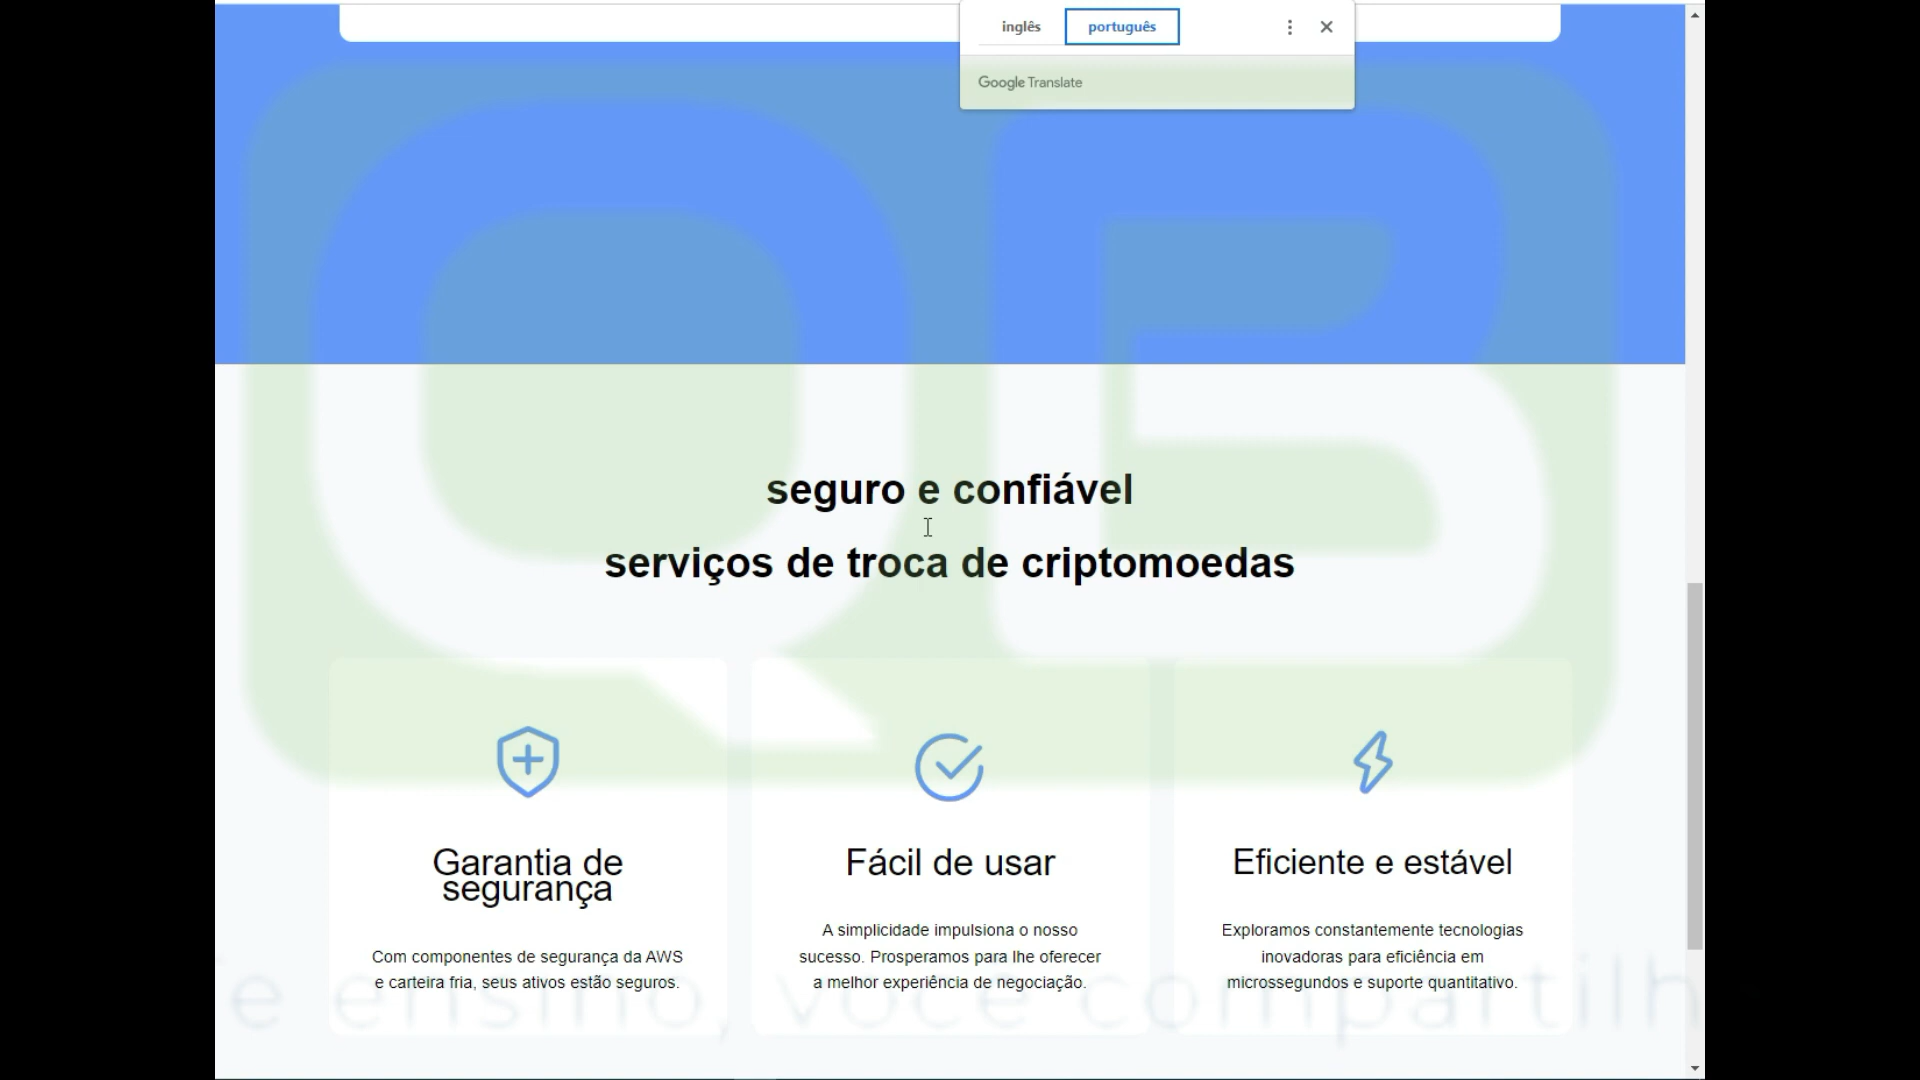 inglês
português
Google Translate
QB
seguro e confiável
serviços de troca de criptomoedas
Garantia de
segurança
Com componentes de segurança da AWS
e carteira fria, seus ativos estão seguros.
Fácil de usar
A simplicidade impulsiona o nosso
sucesso. Prosperamos para lhe oferecer
a melhor experiência de negociação.
Eficiente e estável
Exploramos constantemente tecnologias
inovadoras para eficiência em
microssegundos e suporte quantitativo.
e ensino, você compartilh